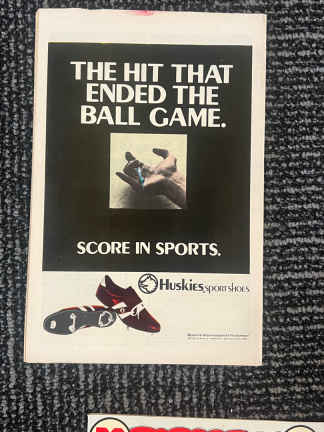 THE HIT THAT
ENDED THE
BALL GAME.
SCORE IN SPORTS.
Huskies SPORTSHOES